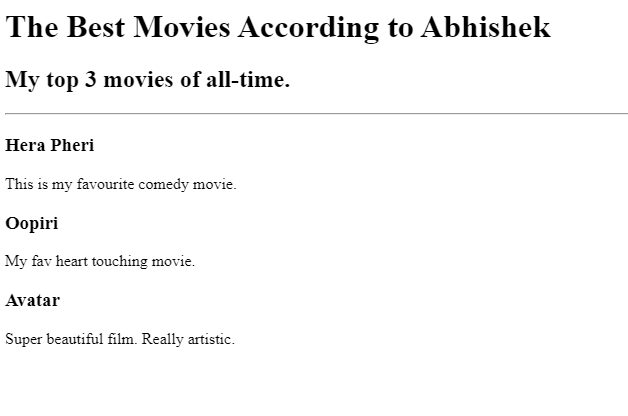 The Best Movies According to Abhishek
My top 3 movies of all-time.
Hera Pheri
This is my favourite comedy movie.
Oopiri
My fav heart touching movie.
Avatar
Super beautiful film. Really artistic.